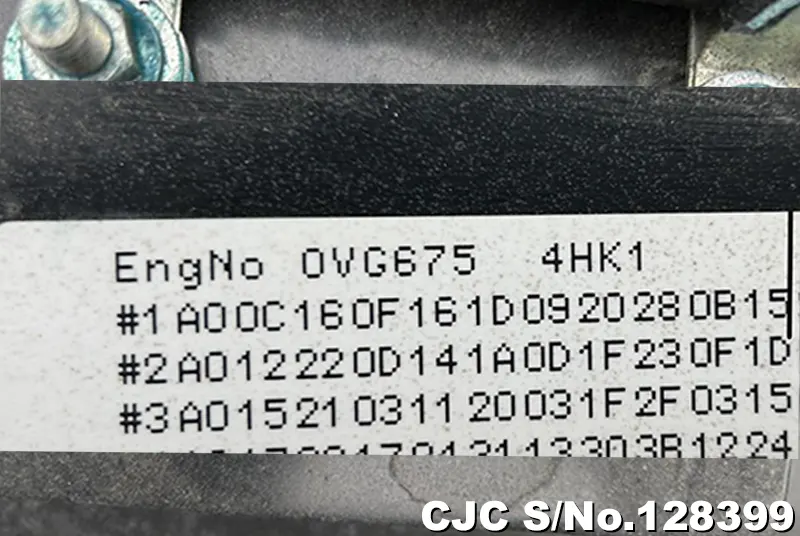 EngNo 0VG675 4HK1
#1A00C160F161D0920280B15
#2A012220D141A0D1F230F1D
#3A01521031120031F2F0315
CJC S/No.128399